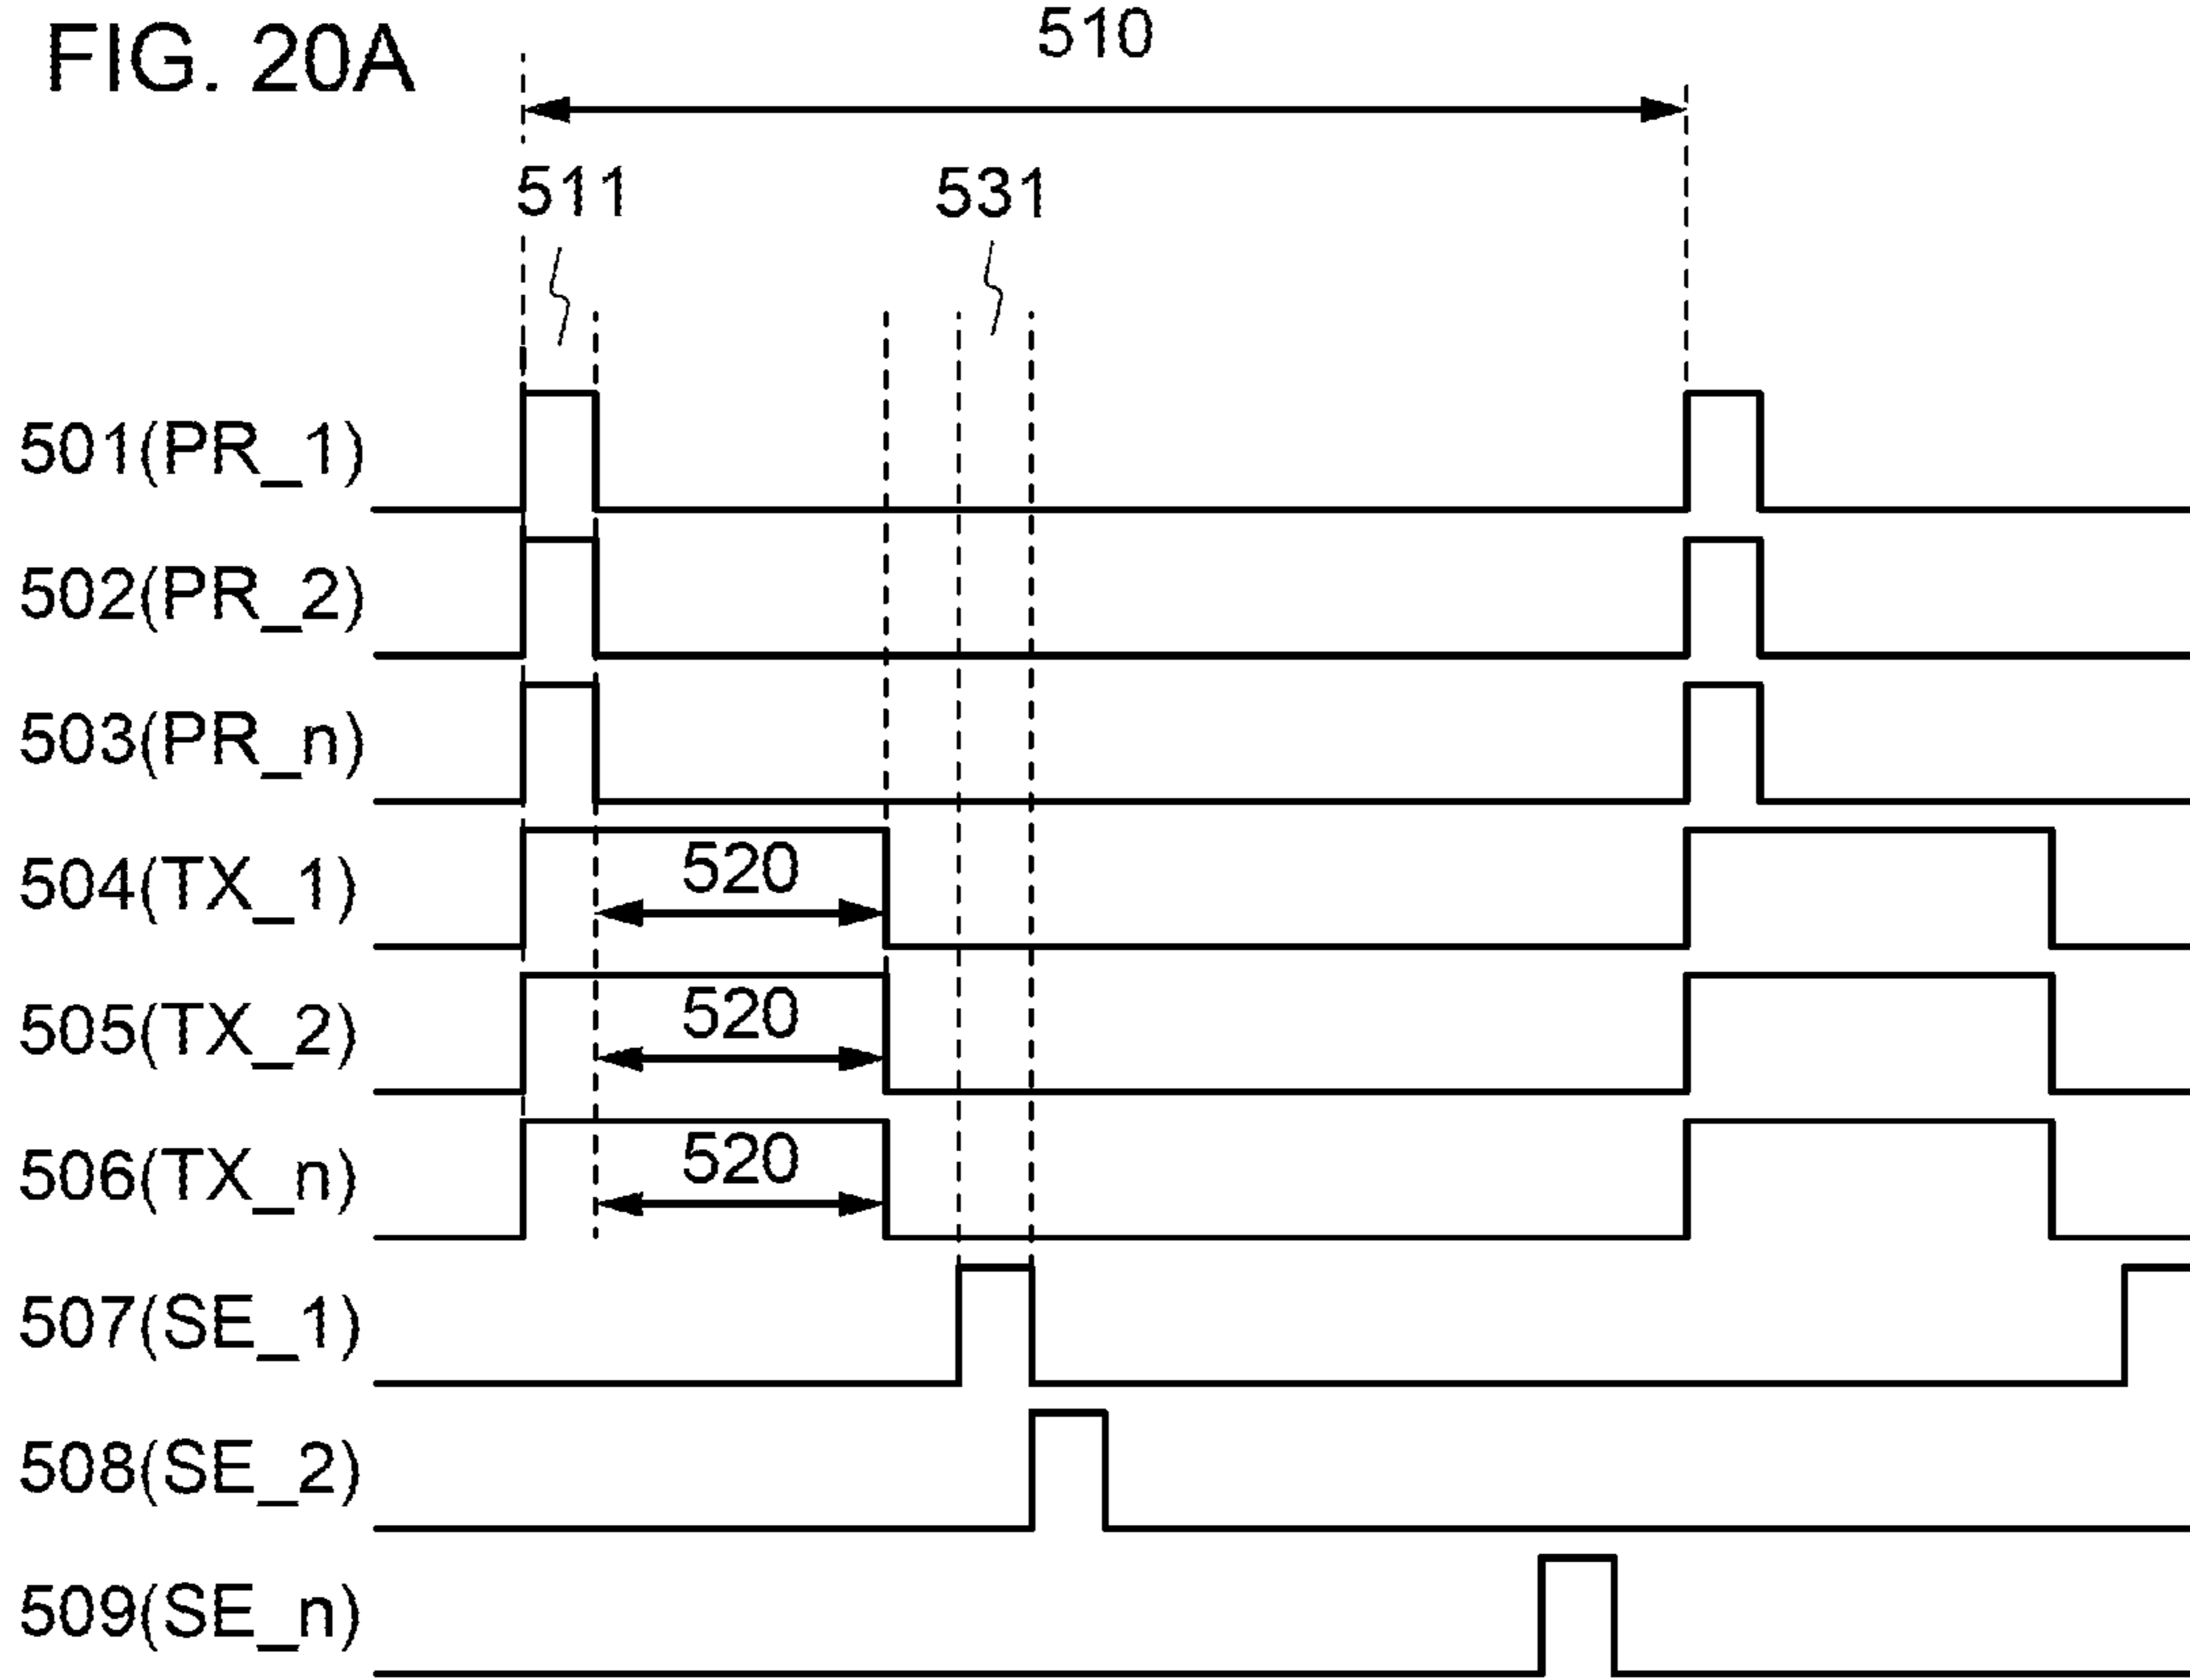 FIG. 20A
510
511
531
501(PR_1)
502(PR_2)
503(PR_n)
504(TX_1)
520
505(TX_2)
520
506(TX_n)
520
507(SE_1)
508(SE_2)
509(SE_n)